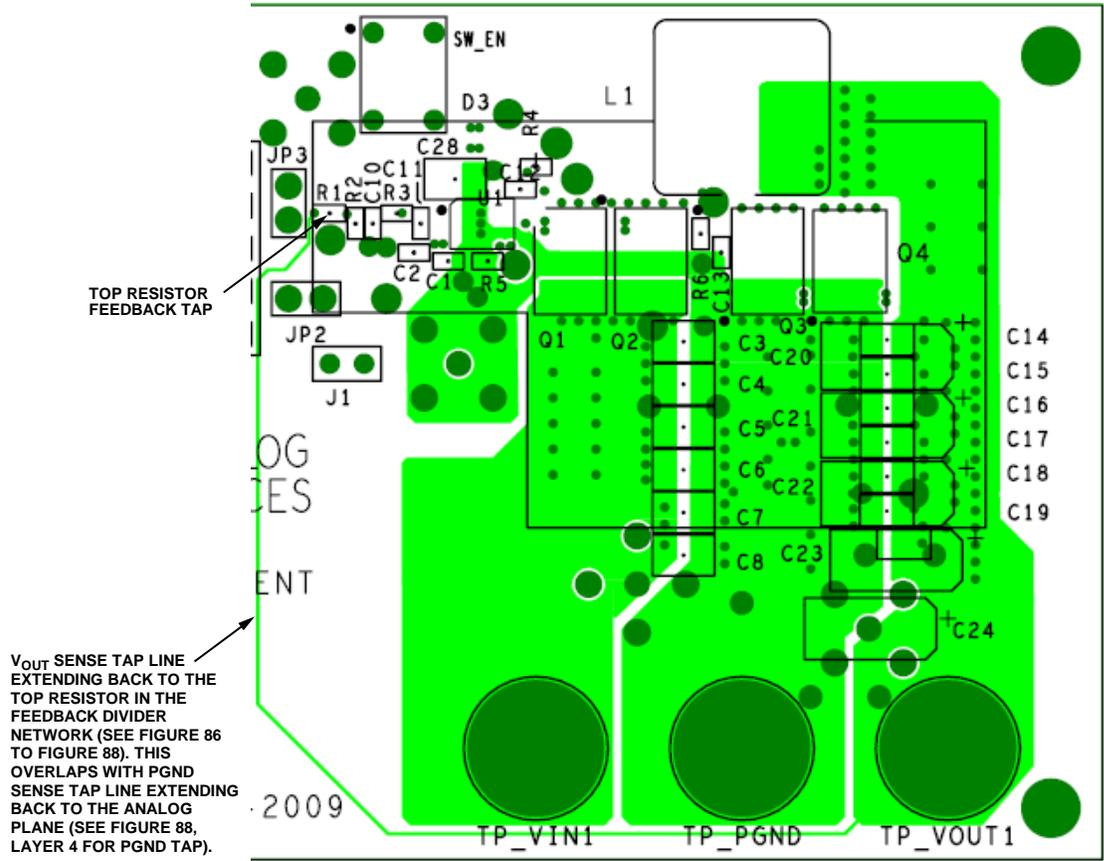 SW_EN
D3
R4
L1
C28
JP3
C11
C12
R1
R2
C10
R3
U1
Q4
C2
C1
R5
R6
C13
TOP RESISTOR
FEEDBACK TAP
JP2
Q1
Q2
C3
Q3
C20
C14
C15
J1
C4
C16
C5
C21
C17
OG
C6
C18
CES
C22
C7
C19
C8
C23
ENT
C24
VOUT SENSE TAP LINE
EXTENDING BACK TO THE
TOP RESISTOR IN THE
FEEDBACK DIVIDER
NETWORK (SEE FIGURE 86
TO FIGURE 88). THIS
OVERLAPS WITH PGND
SENSE TAP LINE EXTENDING
BACK TO THE ANALOG
PLANE (SEE FIGURE 88,
LAYER 4 FOR PGND TAP).
-2009
TP_VIN1
TP_PGND
TP_VOUT1